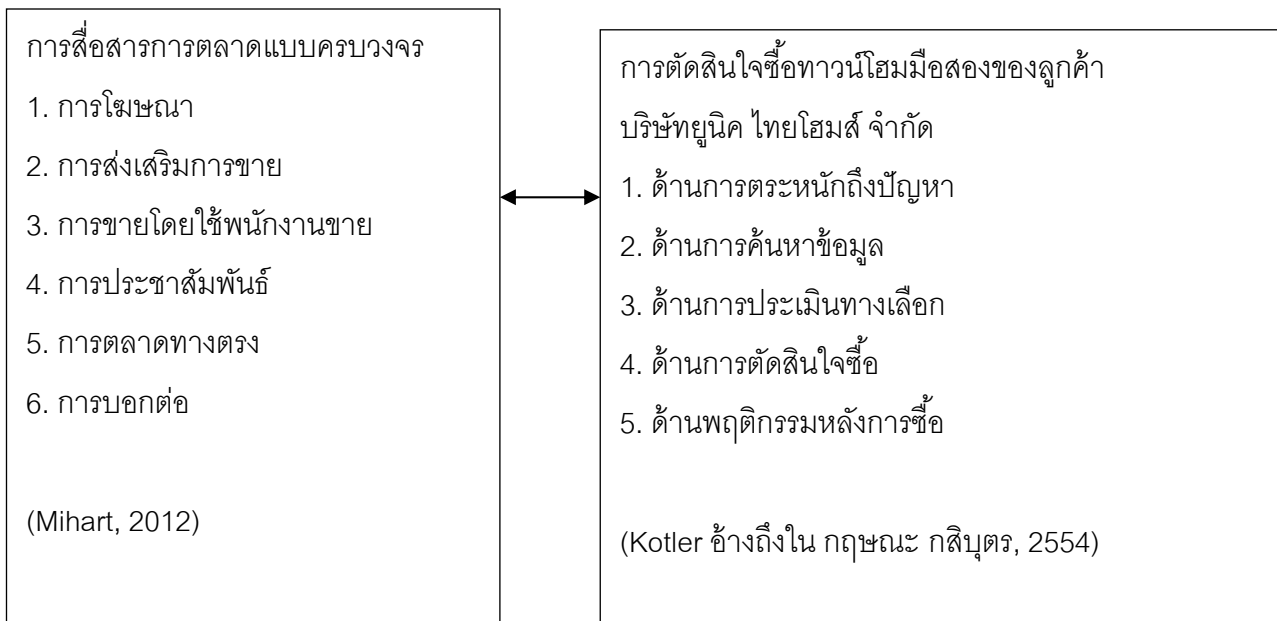 การสื่อสารการตลาดแบบครบวงจร
1. การโฆษณา
2. การส่งเสริมการขาย
3. การขายโดยใช้พนักงานขาย
4. การประชาสัมพันธ์
5. การตลาดทางตรง
6. การบอกต่อ
(Mihart, 2012)
การตัดสินใจซื้อทาวน์โฮมมือสองของลูกค้า
บริษัทยูนิค ไทยโฮมส์ จำกัด
1. ด้านการตระหนักถึงปัญหา
2. ด้านการค้นหาข้อมูล
3. ด้านการประเมินทางเลือก
4. ด้านการตัดสินใจซื้อ
5. ด้านพฤติกรรมหลังการซื้อ
(Kotler อ้างถึงใน กฤษณะ กสิบุตร, 2554)